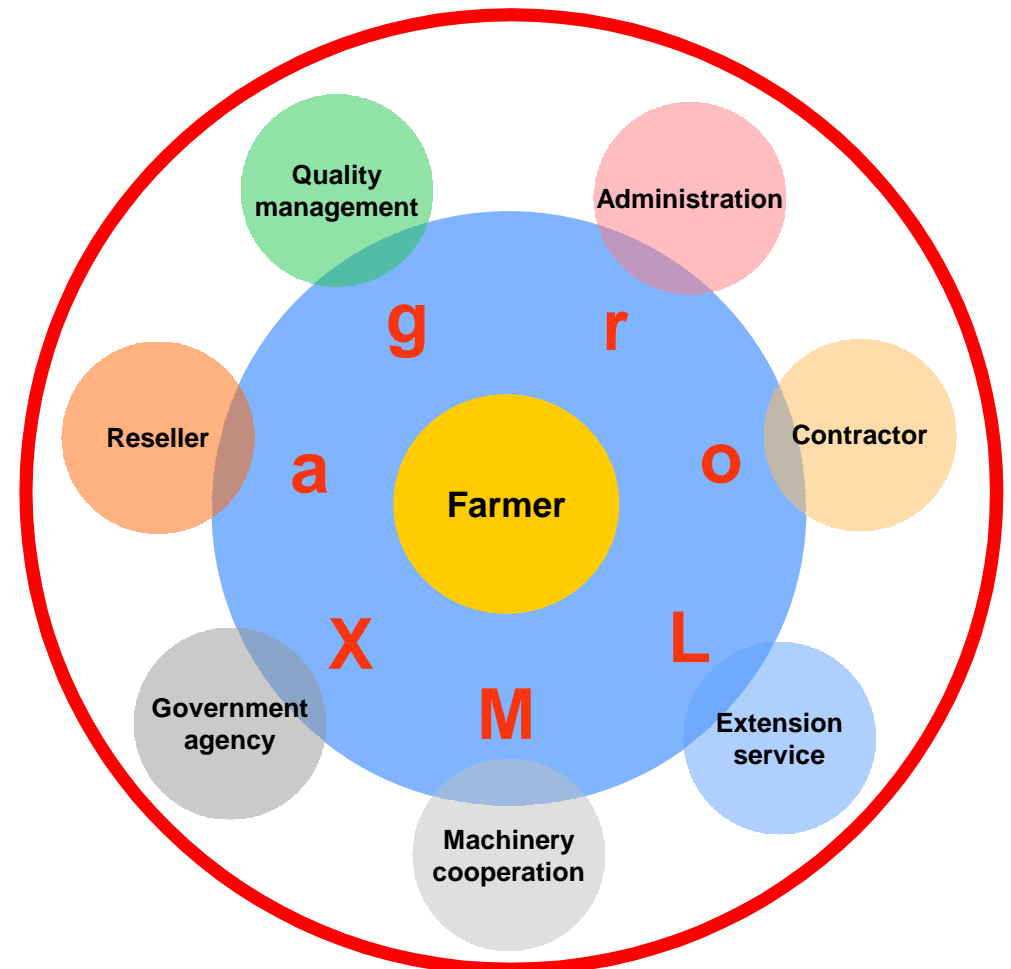 Quality
management
Administration
g
r
Reseller
Contractor
a
o
Farmer
X
L
M
Government
agency
Extension
service
Machinery
cooperation